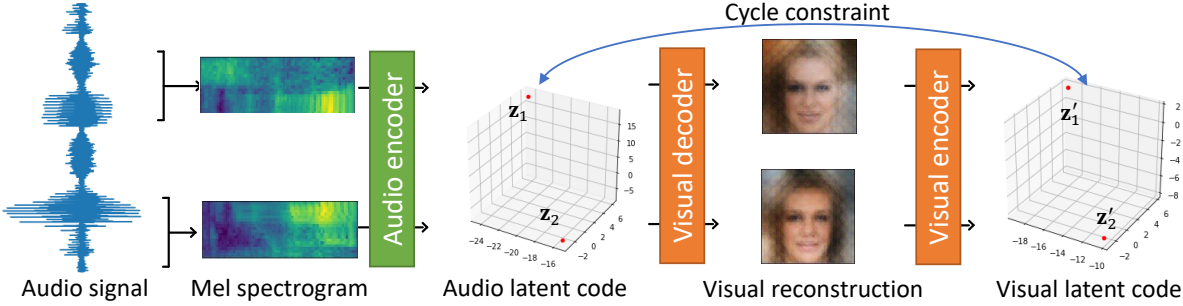 Cycle constraint
Audio encoder
Visual decoder
Visual encoder
z₁
z₂
15
10
5
0
−5
6
4
2
0
−2
−24
−22
−20
−18
−16
z₁′
z₂′
2
0
−2
−4
−6
−8
6
4
2
0
−2
−18
−16
−14
−12
−10
Audio signal
Mel spectrogram
Audio latent code
Visual reconstruction
Visual latent code